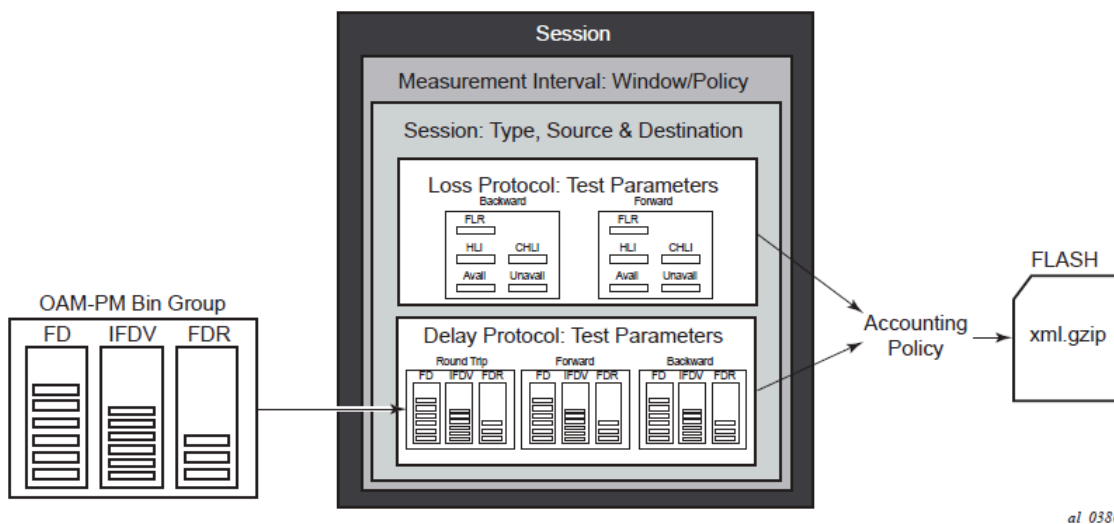 Session
Measurement Interval: Window/Policy
Session: Type, Source & Destination
Loss Protocol: Test Parameters
Backward
FLR
HLI CHLI
Avail Unavail
Forward
FLR
HLI CHLI
Avail Unavail
OAM-PM Bin Group
FD IFDV FDR
Delay Protocol: Test Parameters
Round Trip
FD IFDV FDR
Forward
FD IFDV FDR
Backward
FD IFDV FDR
Accounting
Policy
FLASH
xml.gzip